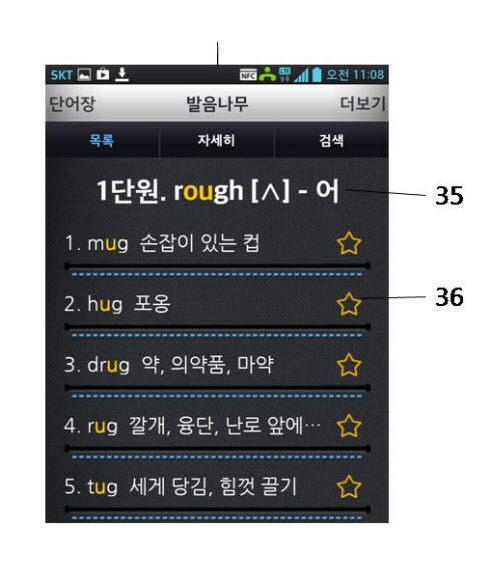 SKT NFC LTE 오전 11:08
단어장 발음나무 더보기
목록 자세히 검색
1단원. rough [∧] - 어
35
1. mug 손잡이 있는 컵
2. hug 포옹
36
3. drug 약, 의약품, 마약
4. rug 깔개, 융단, 난로 앞에…
5. tug 세게 당김, 힘껏 끌기